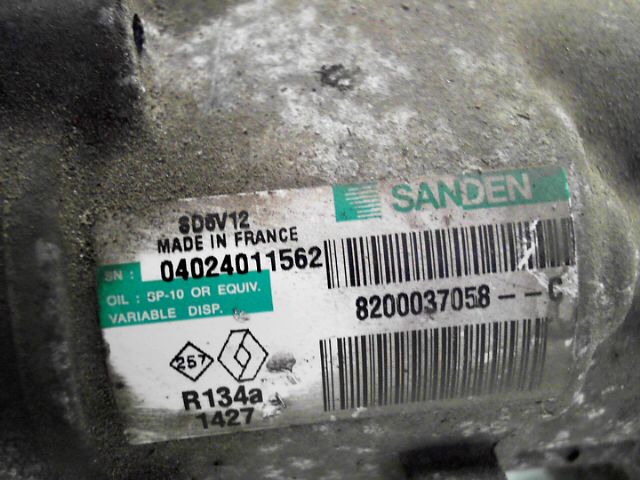 SANDEN
SD6V12
MADE IN FRANCE
SN : 04024011562
OIL : SP-10 OR EQUIV.
VARIABLE DISP.
8200037058--C
257
R134a
1427